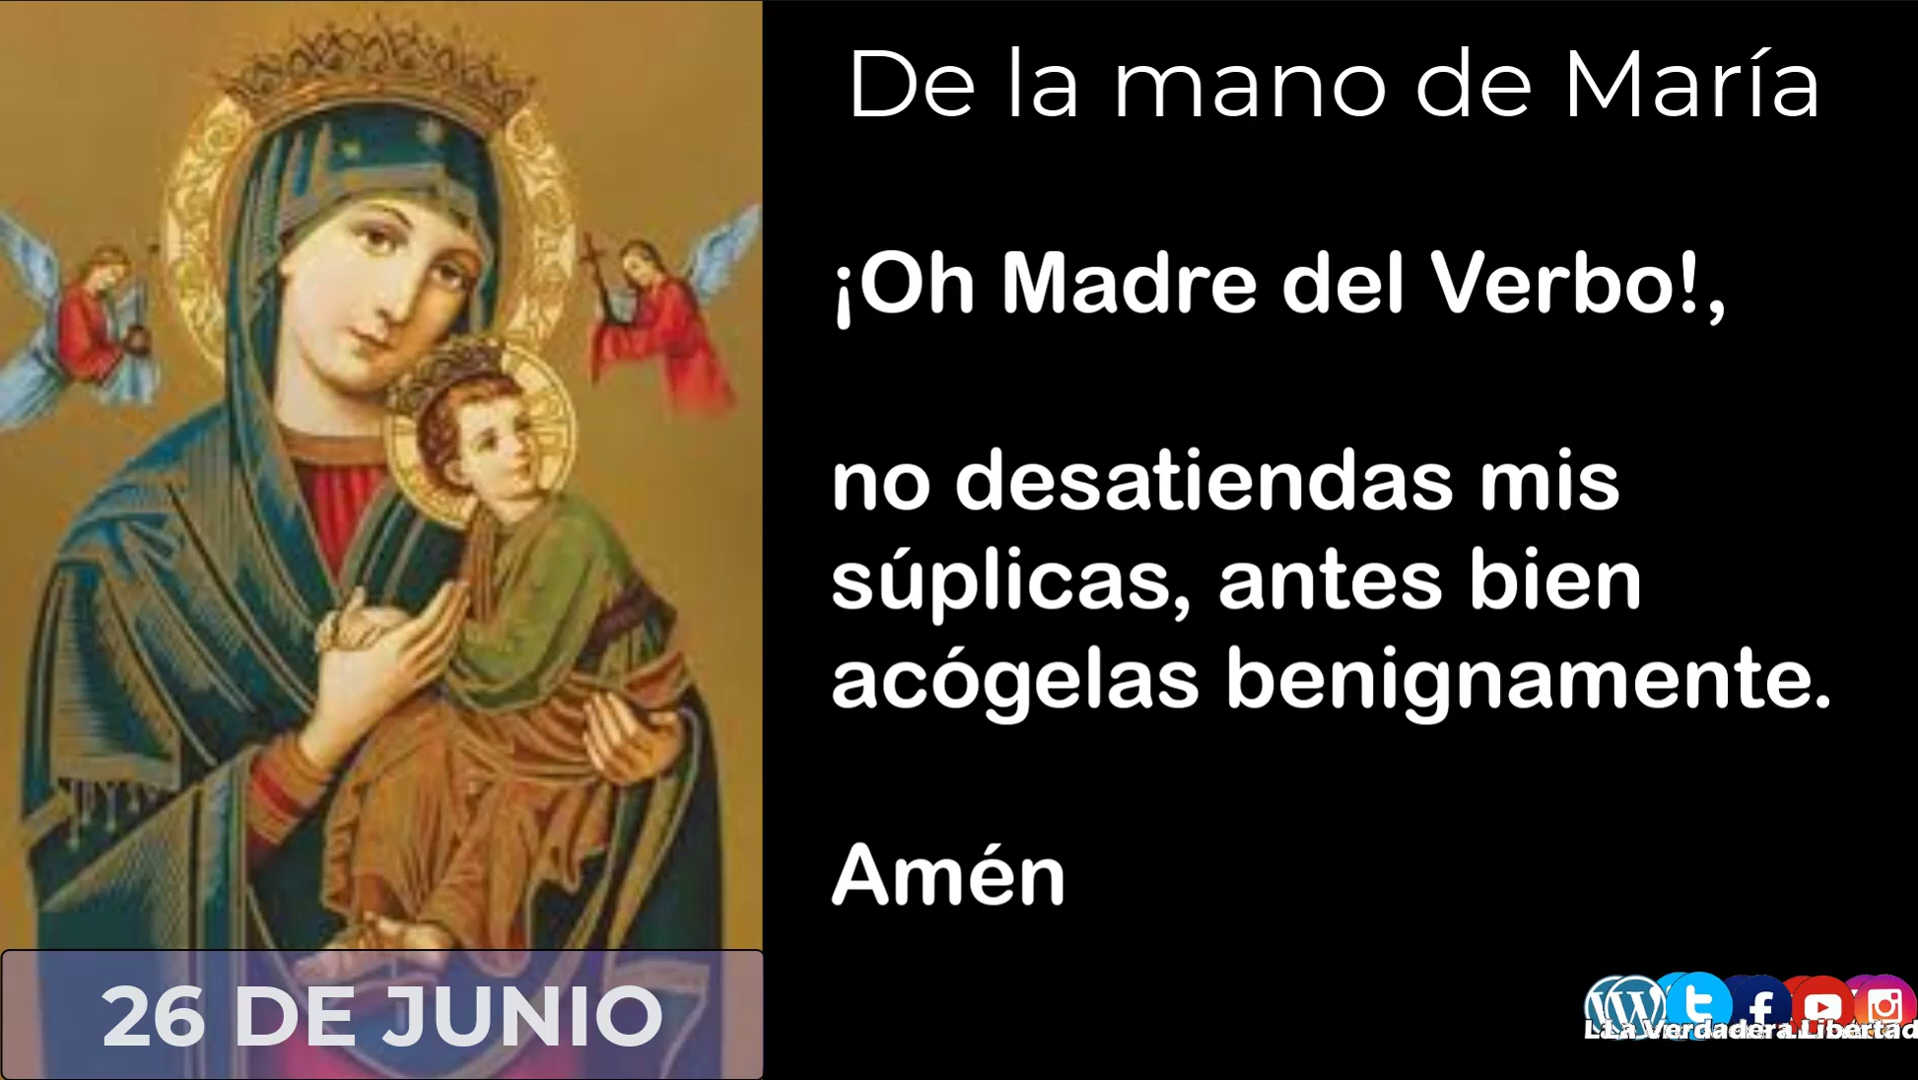 De la mano de María
¡Oh Madre del Verbo!,
no desatiendas mis
súplicas, antes bien
acógelas benignamente.
Amén
26 DE JUNIO
La Verdadera Libertad